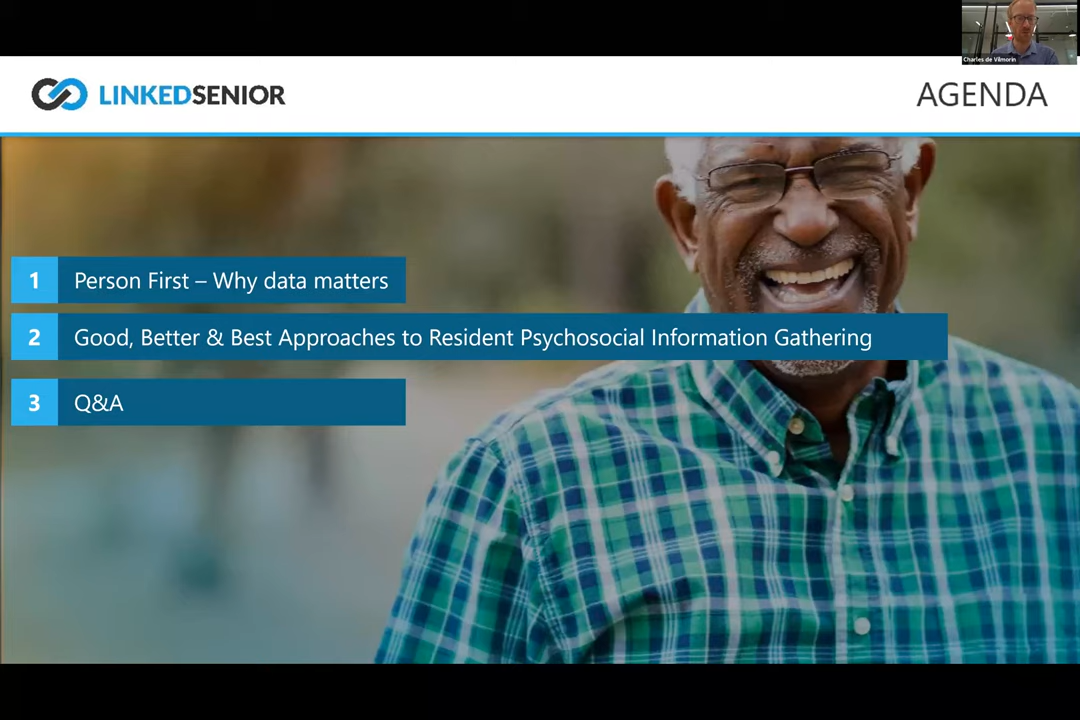 Charles de Vilmorin
LINKEDSENIOR
AGENDA
1 Person First – Why data matters
2 Good, Better & Best Approaches to Resident Psychosocial Information Gathering
3 Q&A